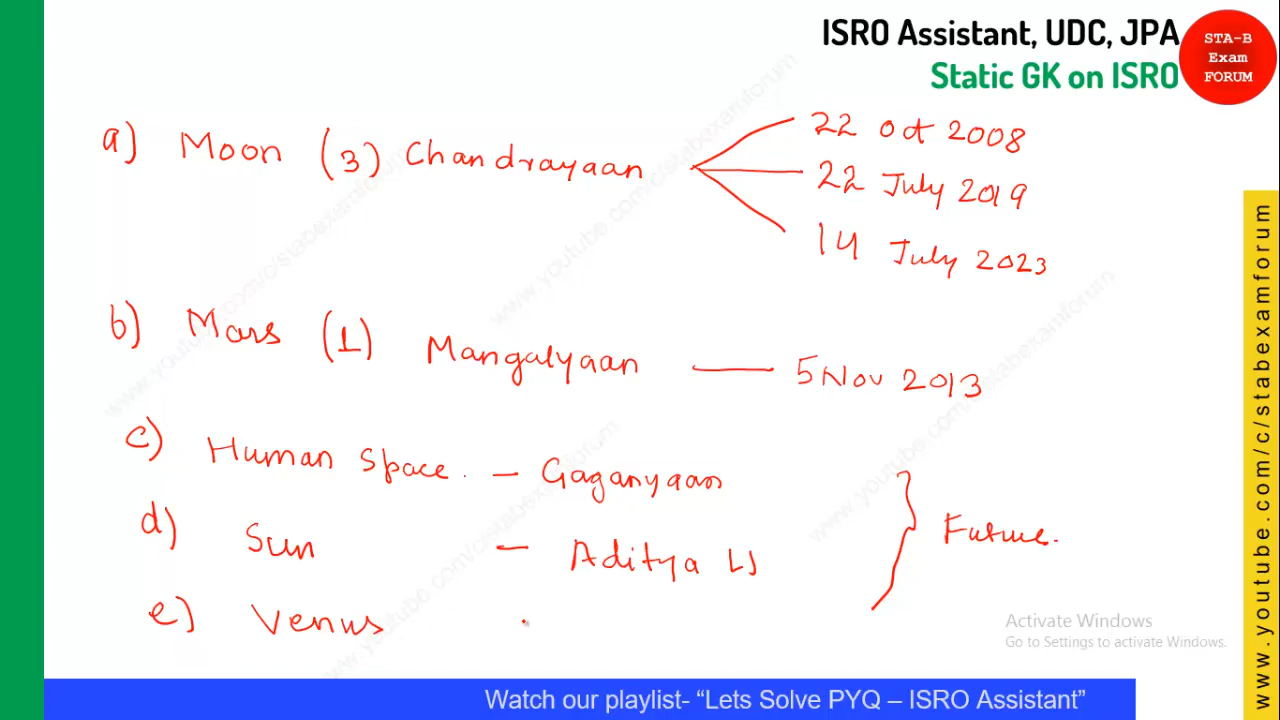 ISRO Assistant, UDC, JPA
Static GK on ISRO
STA-B
Exam
FORUM
a) Moon (3) Chandrayaan
22 Oct 2008
22 July 2019
14 July 2023
b) Mars (1) Mangalyaan — 5 Nov 2013
c) Human Space - Gaganyaan
d) Sun - Aditya L1
e) Venus
Future.
www.youtube.com/c/stabexamforum
Activate Windows
Go to Settings to activate Windows.
Watch our playlist- “Lets Solve PYQ – ISRO Assistant”